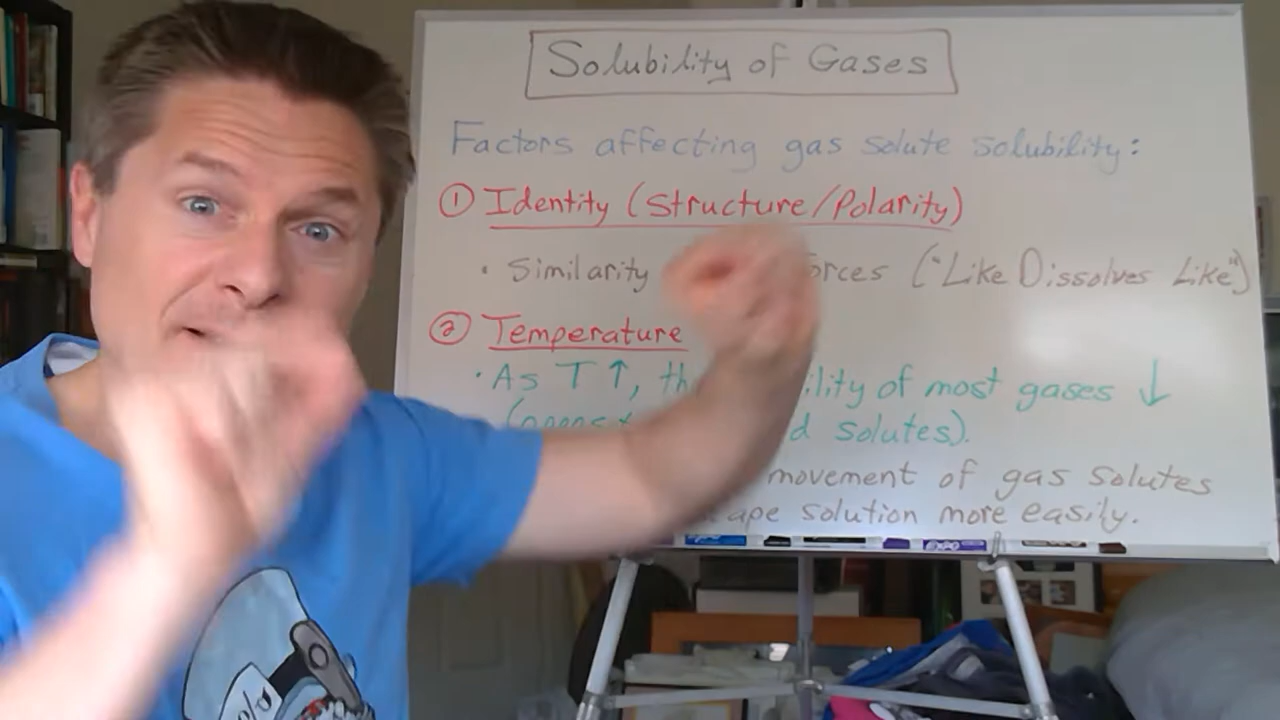 Solubility of Gases
Factors affecting gas solute solubility:
① Identity (Structure/Polarity)
• Similarity orces ("Like Dissolves Like")
② Temperature
• As T ↑, th ility of most gases ↓
d solutes).
movement of gas solutes
ape solution more easily.